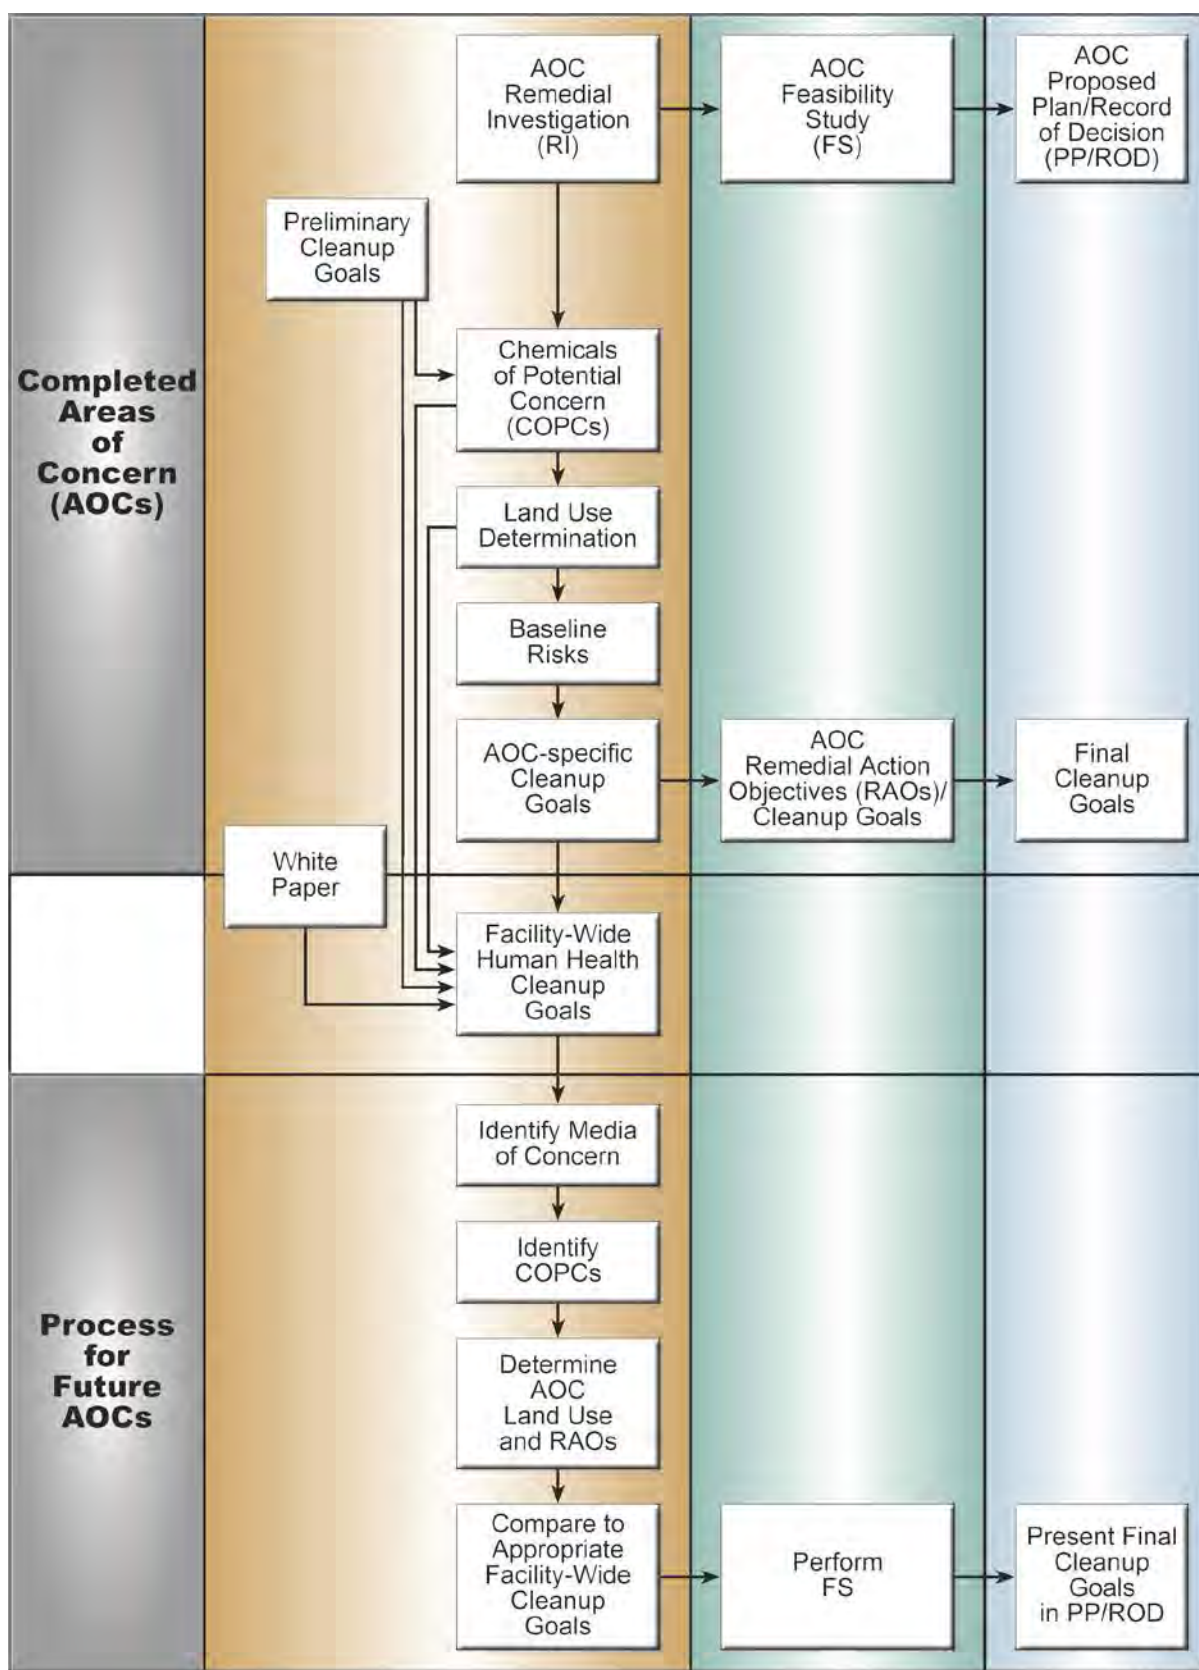 AOC
Remedial
Investigation
(RI)
AOC
Feasibility
Study
(FS)
AOC
Proposed
Plan/Record
of Decision
(PP/ROD)
Preliminary
Cleanup
Goals
Chemicals
of Potential
Concern
(COPCs)
Completed
Areas
of
Concern
(AOCs)
Land Use
Determination
Baseline
Risks
AOC-specific
Cleanup
Goals
AOC
Remedial Action
Objectives (RAOs)/
Cleanup Goals
Final
Cleanup
Goals
White
Paper
Facility-Wide
Human Health
Cleanup
Goals
Identify Media
of Concern
Identify
COPCs
Process
for
Future
AOCs
Determine
AOC
Land Use
and RAOs
Compare to
Appropriate
Facility-Wide
Cleanup
Goals
Perform
FS
Present Final
Cleanup
Goals
in PP/ROD